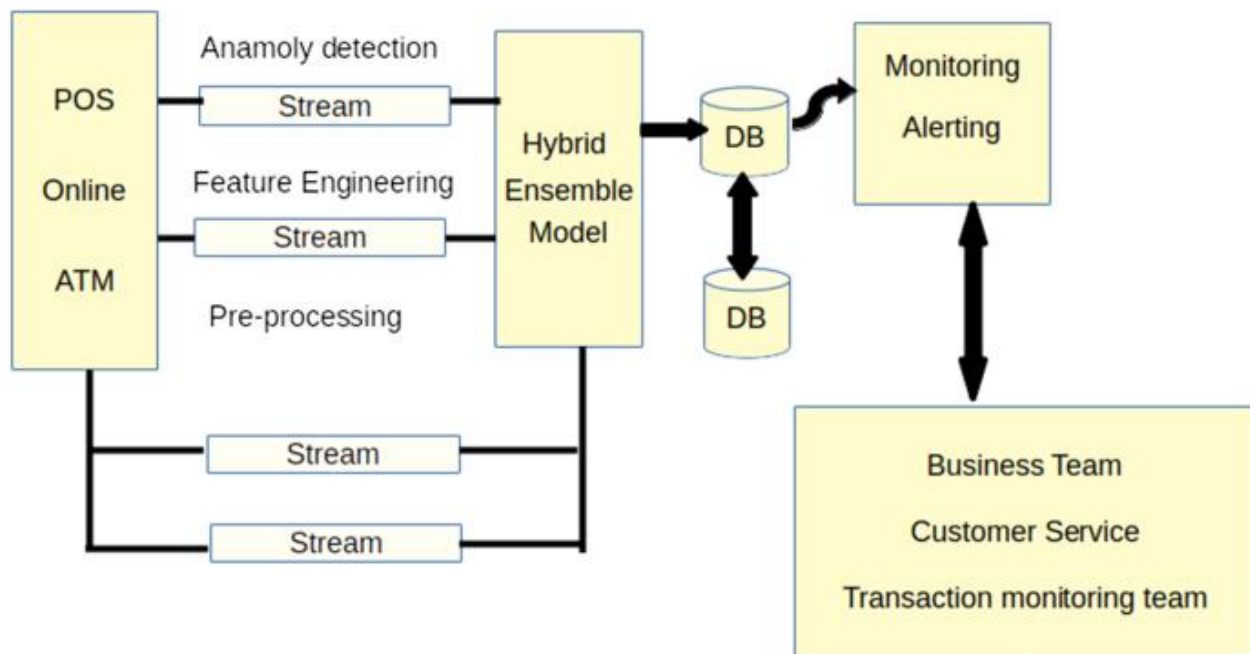 POS
Online
ATM
Anamoly detection
Stream
Feature Engineering
Stream
Pre-processing
Stream
Stream
Hybrid
Ensemble
Model
DB
DB
Monitoring
Alerting
Business Team
Customer Service
Transaction monitoring team